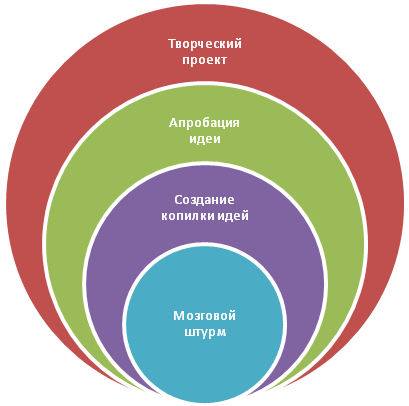 Творческий
проект
Апробация
идеи
Создание
копилки идей
Мозговой
штурм